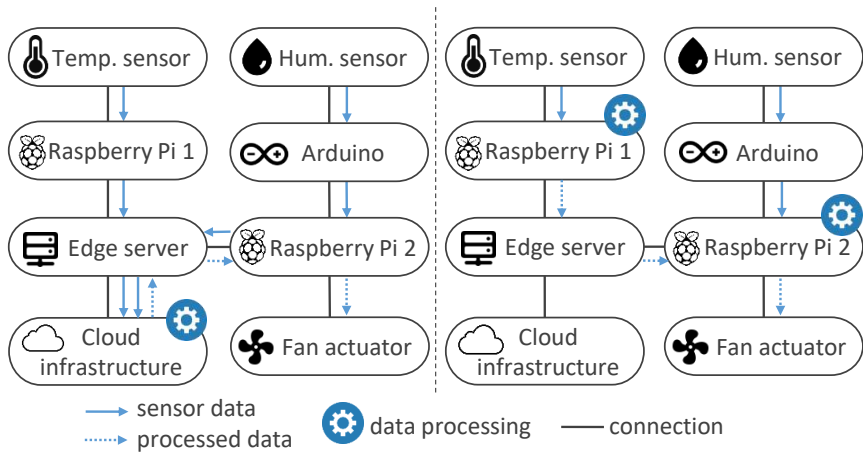 Temp. sensor
Hum. sensor
Raspberry Pi 1
Arduino
Edge server
Raspberry Pi 2
Cloud
infrastructure
Fan actuator
Temp. sensor
Hum. sensor
Raspberry Pi 1
Arduino
Edge server
Raspberry Pi 2
Cloud
infrastructure
Fan actuator
sensor data
processed data
data processing
connection